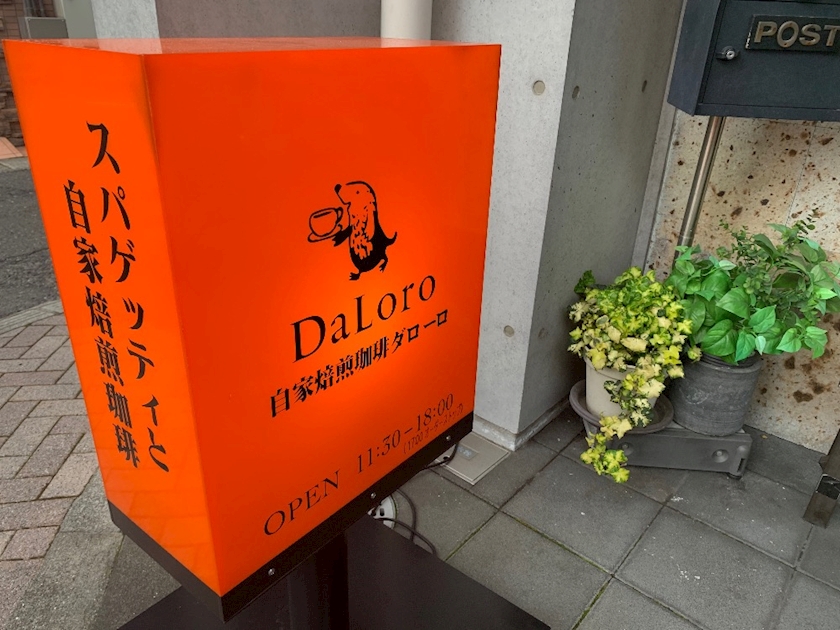 スパゲッティと
自家焙煎珈琲
DaLoro
自家焙煎珈琲ダローロ
OPEN 11:30–18:00
POST